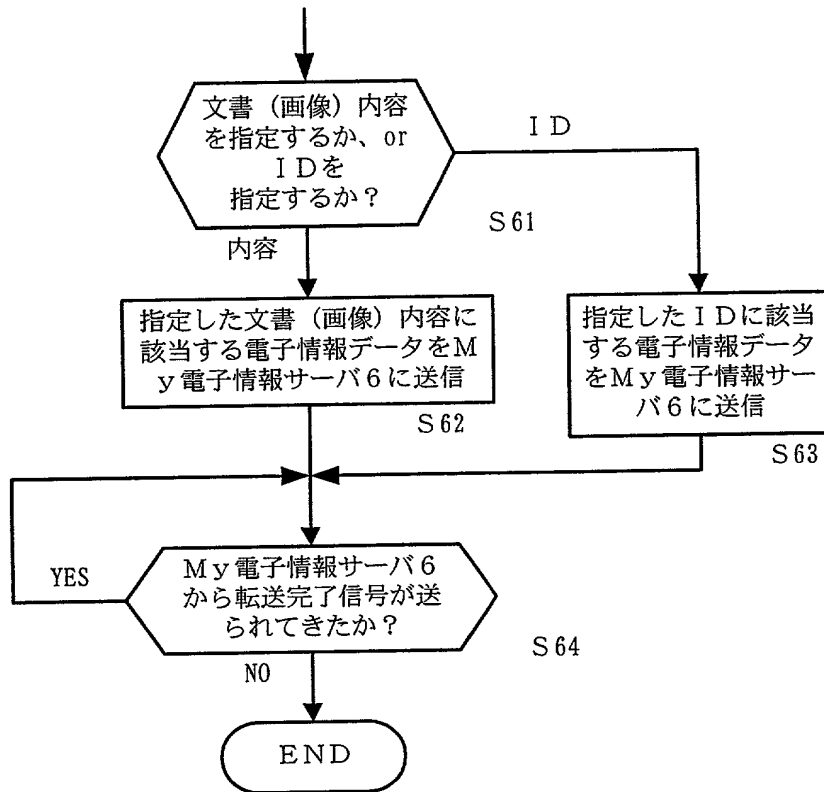 文書（画像）内容
を指定するか、or
ＩＤを
指定するか？
ＩＤ
Ｓ61
内容
指定した文書（画像）内容に
該当する電子情報データをＭ
ｙ電子情報サーバ６に送信
Ｓ62
指定したＩＤに該当
する電子情報データ
をＭｙ電子情報サー
バ６に送信
Ｓ63
YES
Ｍｙ電子情報サーバ６
から転送完了信号が送
られてきたか？
Ｓ64
NO
ＥＮＤ